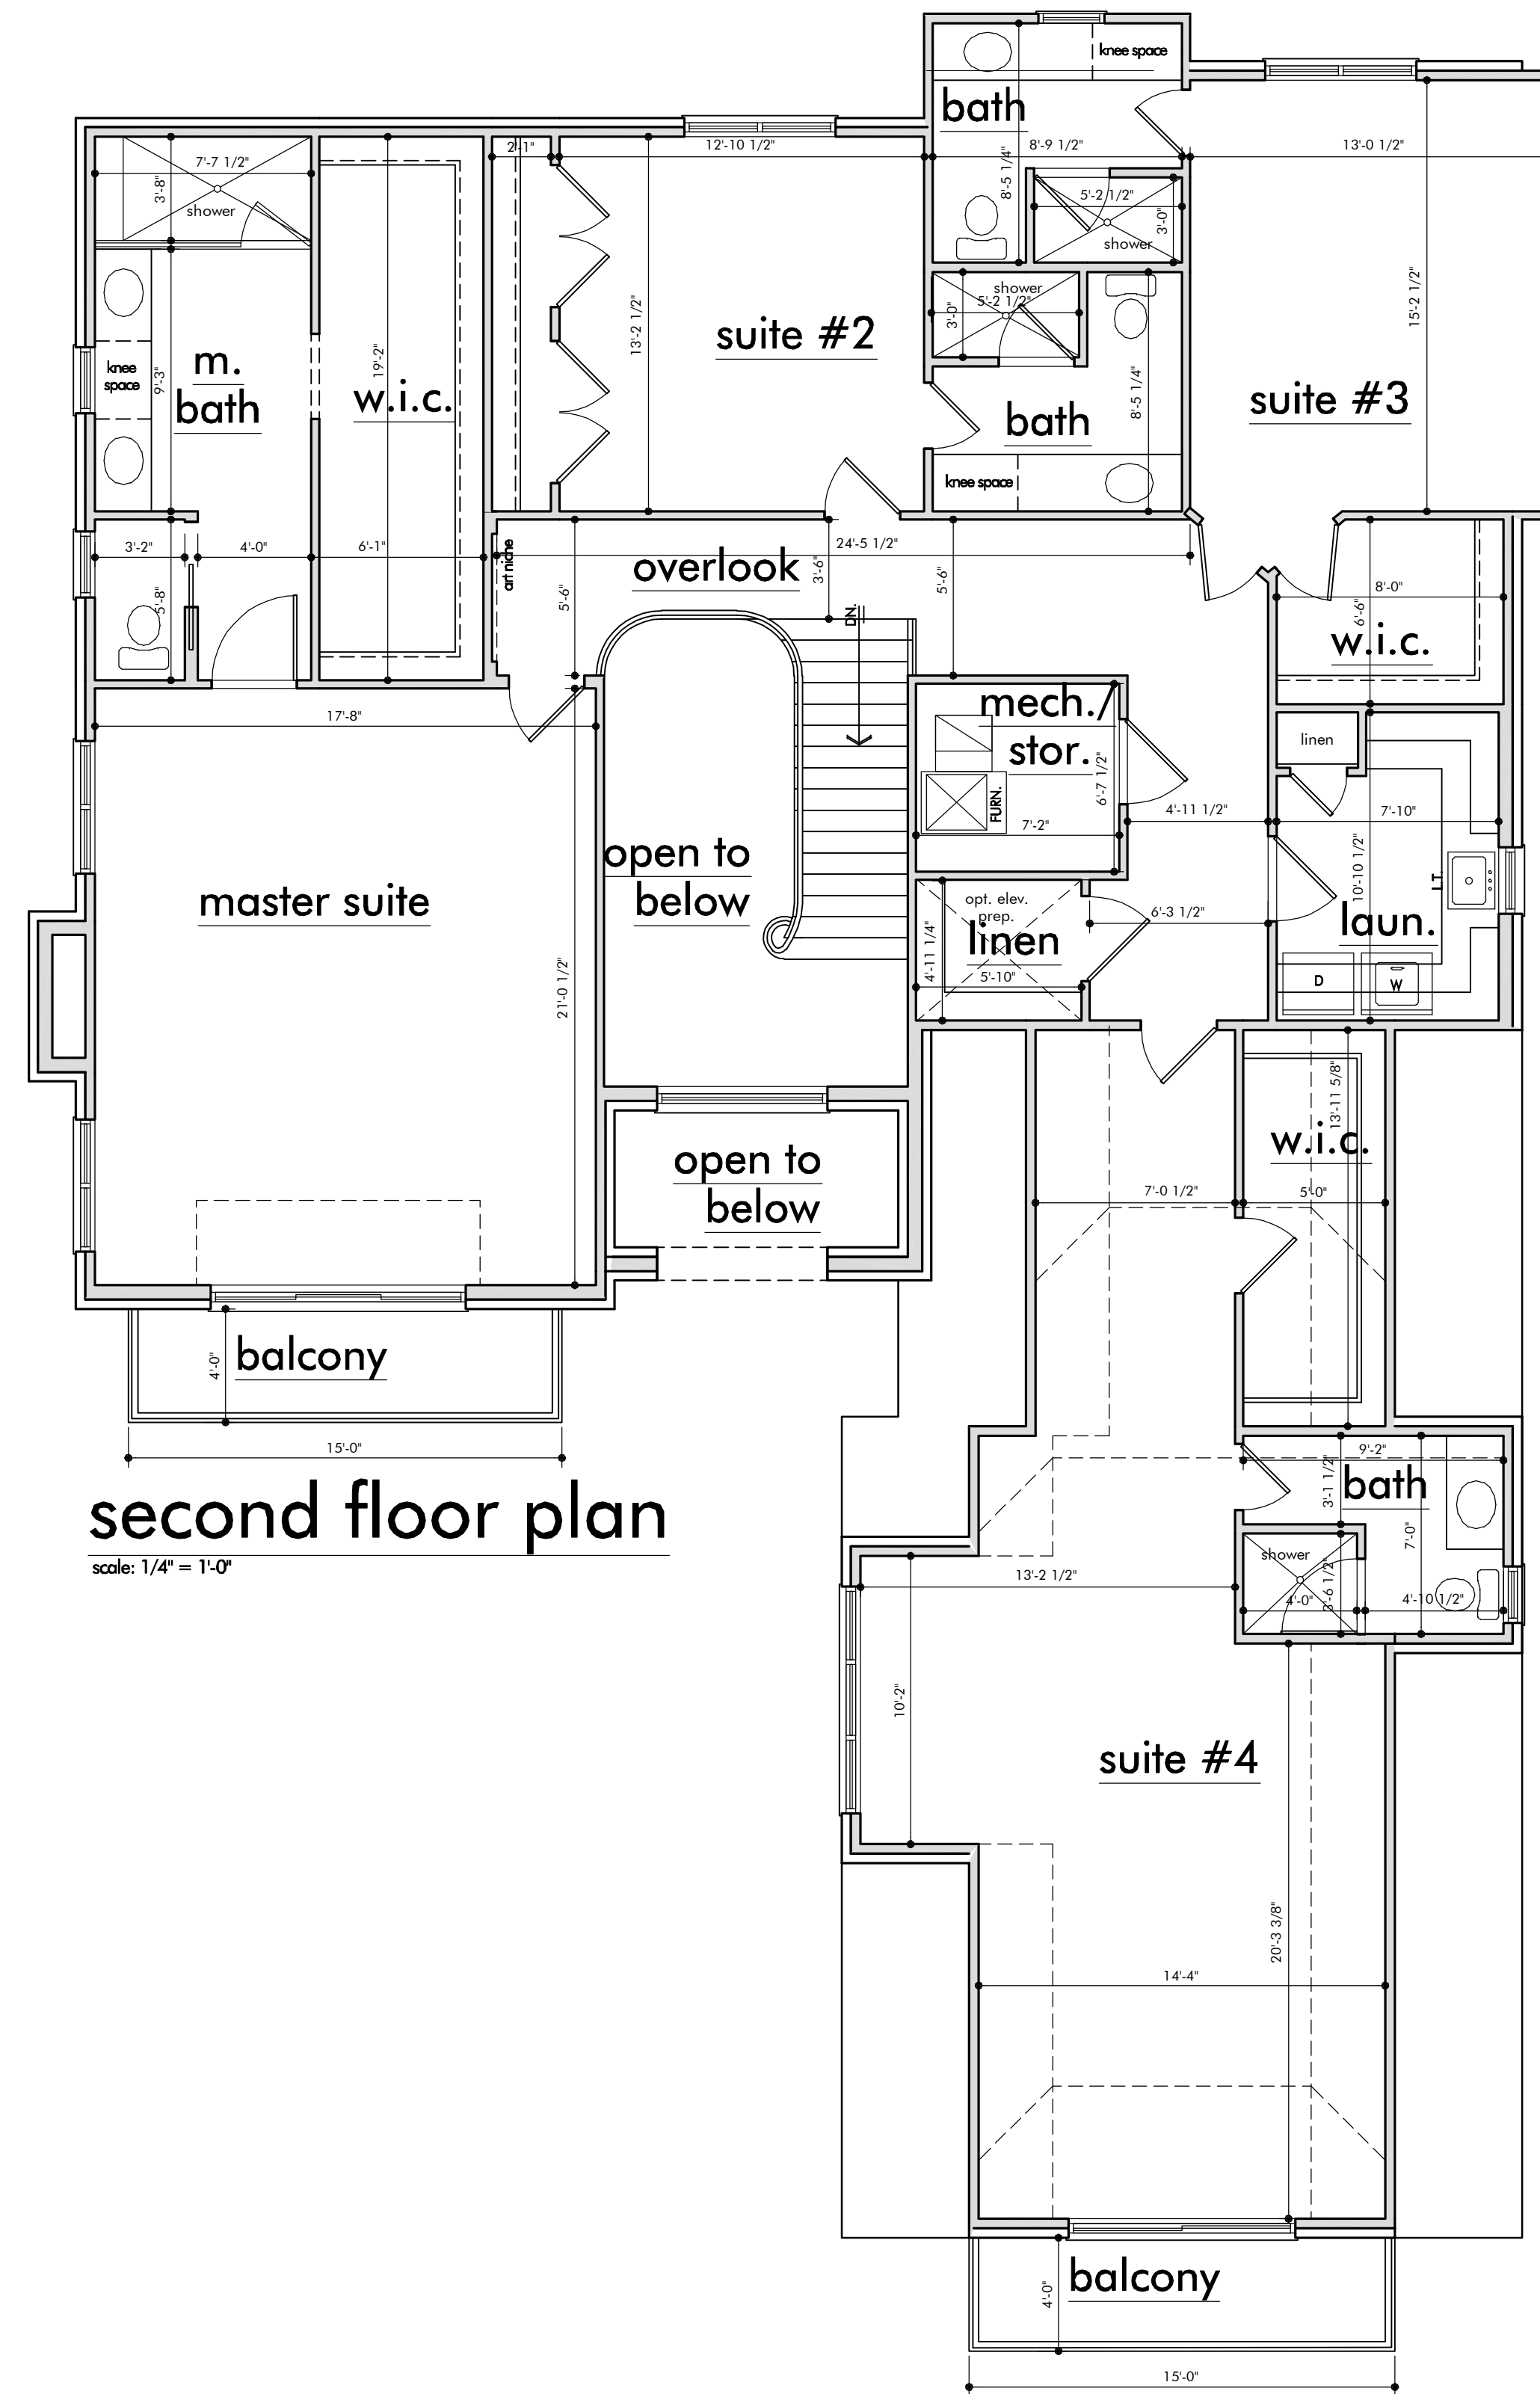 knee space
bath
7'-7 1/2"
2'-1"
12'-10 1/2"
8'-9 1/2"
13'-0 1/2"
3'-8"
shower
8'-5 1/4"
5'-2 1/2"
3'-0"
shower
shower
5'-2 1/2"
3'-0"
13'-2 1/2"
15'-2 1/2"
suite #2
m.
bath
knee
space
9'-3"
19'-2"
w.i.c.
8'-5 1/4"
bath
suite #3
knee space
3'-2"
4'-0"
6'-1"
art niche
overlook
24'-5 1/2"
3'-6"
5'-6"
5'-6"
5'-8"
DN.
8'-0"
6'-6"
w.i.c.
17'-8"
mech./
stor.
6'-7 1/2"
FURN.
7'-2"
linen
4'-11 1/2"
7'-10"
10'-10 1/2"
open to
below
master suite
opt. elev.
prep.
linen
4'-11 1/4"
5'-10"
6'-3 1/2"
L.T.
laun.
D
W
21'-0 1/2"
13'-11 5/8"
w.i.c.
open to
below
7'-0 1/2"
5'-0"
balcony
4'-0"
15'-0"
second floor plan
scale: 1/4" = 1'-0"
9'-2"
3'-1 1/2"
bath
7'-0"
shower
3'-6 1/2"
4'-0"
4'-10 1/2"
13'-2 1/2"
10'-2"
suite #4
20'-3 3/8"
14'-4"
balcony
4'-0"
15'-0"